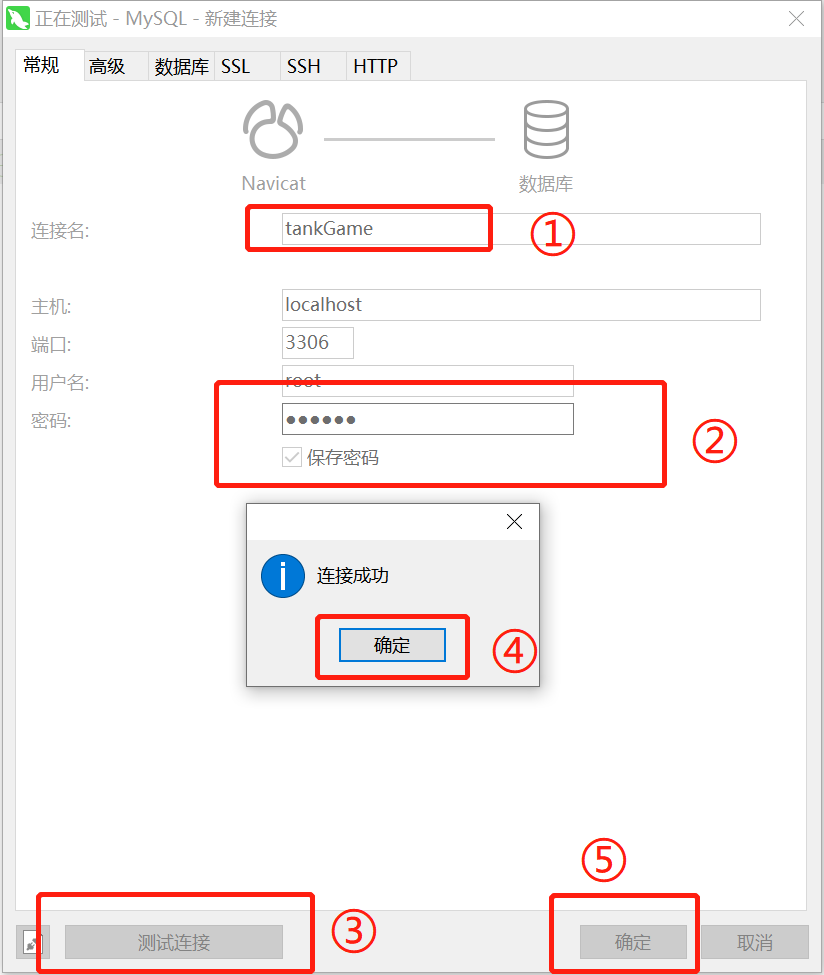 正在测试 - MySQL - 新建连接
常规 高级 数据库 SSL SSH HTTP
Navicat 数据库
连接名: tankGame ①
主机: localhost
端口: 3306
用户名: root
密码: ●●●●●● ②
保存密码
连接成功
确定 ④
⑤
测试连接 ③ 确定 取消